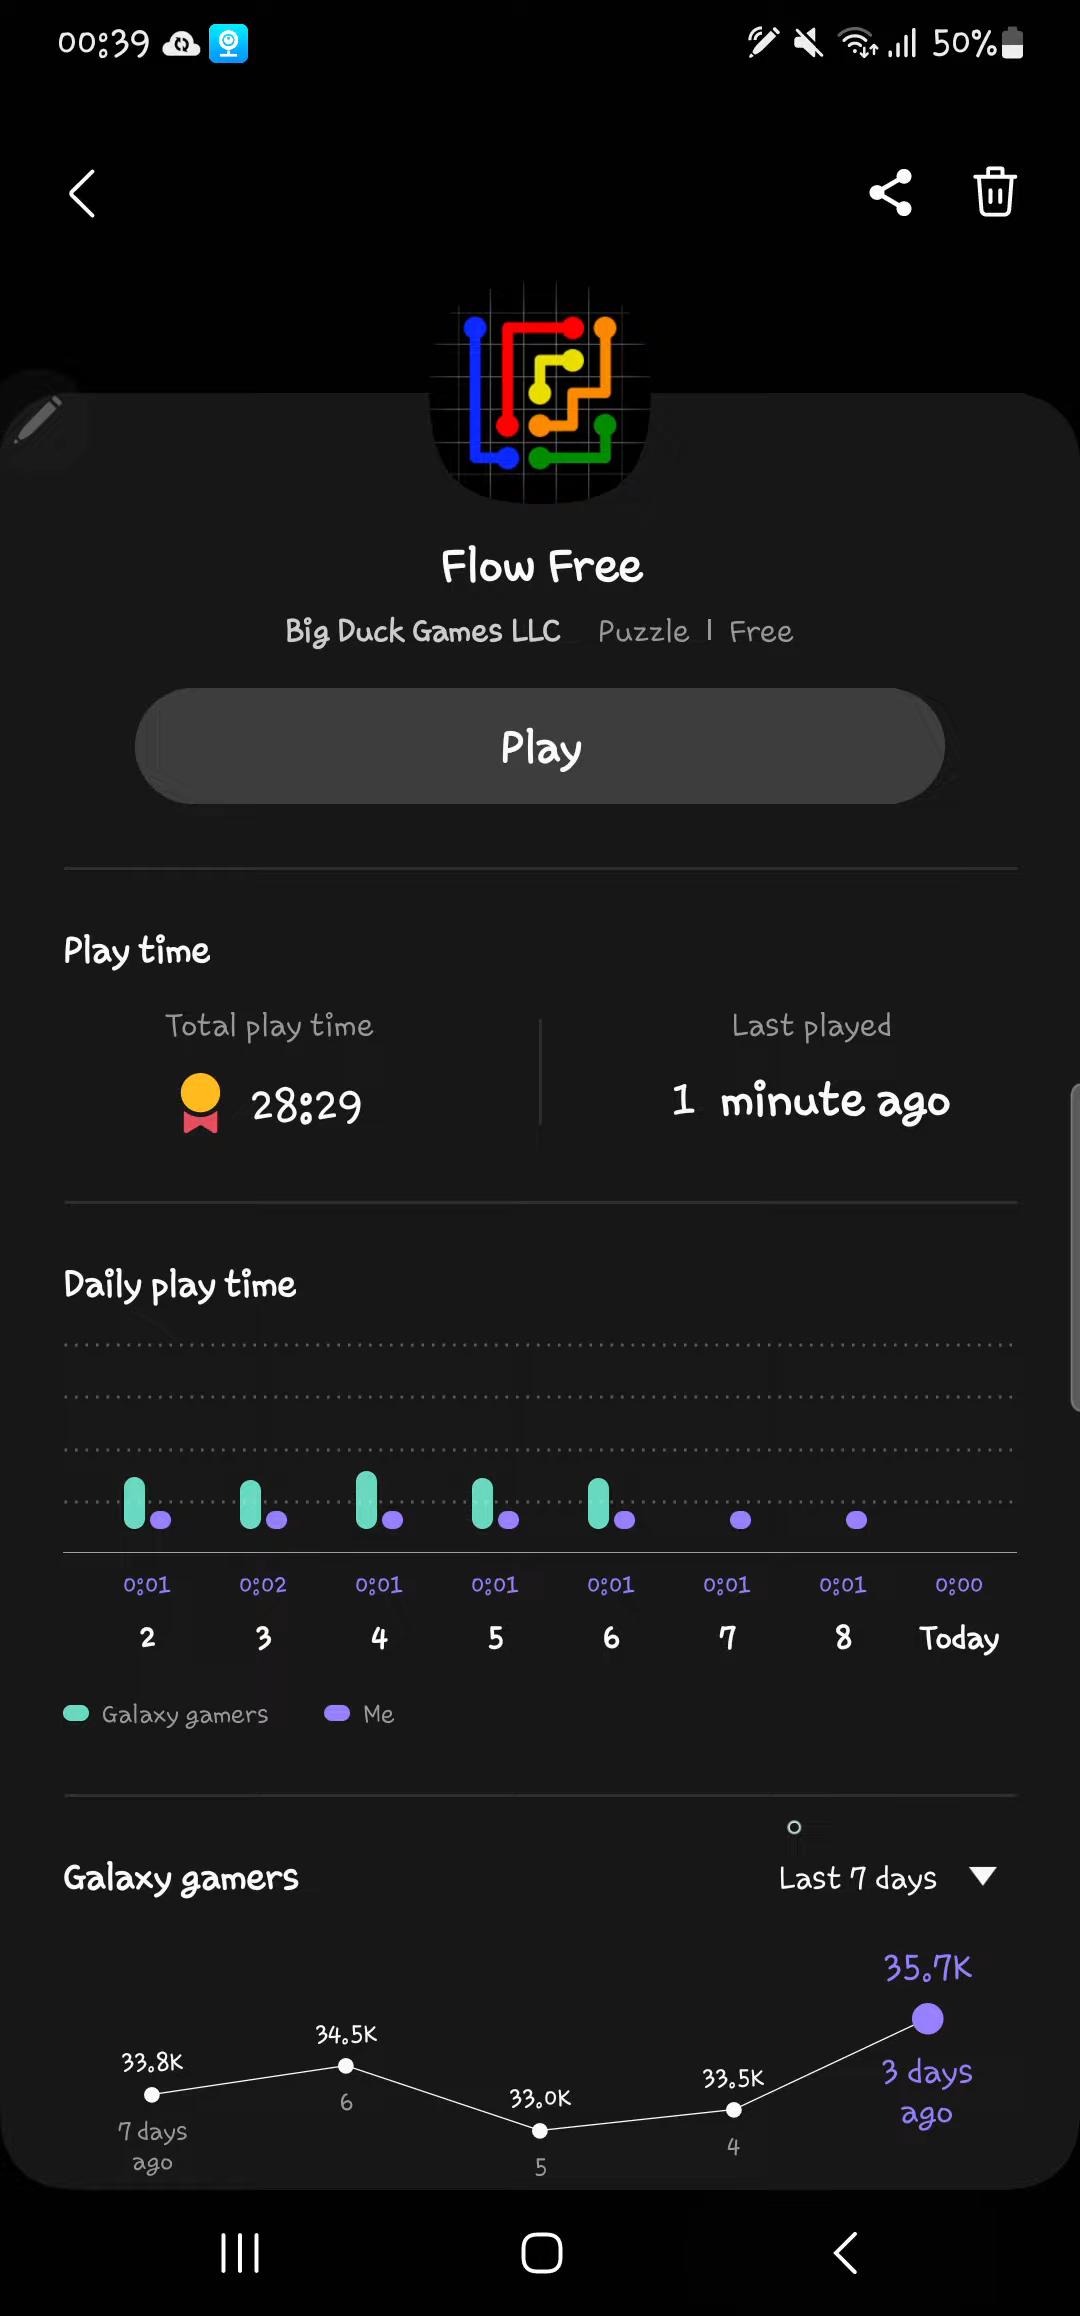 00:39 50%
Flow Free
Big Duck Games LLC Puzzle | Free
Play
Play time
Total play time Last played
28:29 1 minute ago
Daily play time
0:01 0:02 0:01 0:01 0:01 0:01 0:01 0:00
2 3 4 5 6 7 8 Today
Galaxy gamers Me
Galaxy gamers Last 7 days
35.7K
34.5K
33.8K
33.5K
33.0K
3 days
ago
6
7 days
ago
4
5